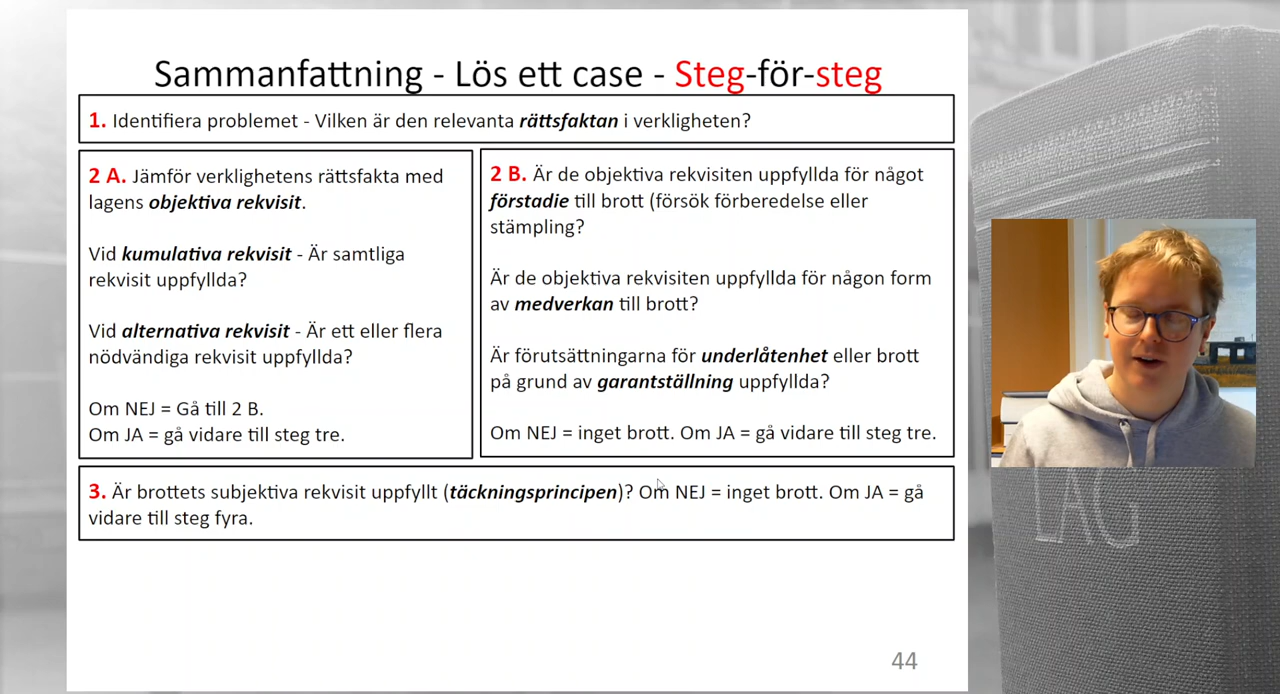 Sammanfattning - Lös ett case - Steg-för-steg
1. Identifiera problemet - Vilken är den relevanta rättsfaktan i verkligheten?
2 A. Jämför verklighetens rättsfakta med
lagens objektiva rekvisit.
Vid kumulativa rekvisit - Är samtliga
rekvisit uppfyllda?
Vid alternativa rekvisit - Är ett eller flera
nödvändiga rekvisit uppfyllda?
Om NEJ = Gå till 2 B.
Om JA = gå vidare till steg tre.
2 B. Är de objektiva rekvisiten uppfyllda för något
förstadie till brott (försök förberedelse eller
stämpling?
Är de objektiva rekvisiten uppfyllda för någon form
av medverkan till brott?
Är förutsättningarna för underlåtenhet eller brott
på grund av garantställning uppfyllda?
Om NEJ = inget brott. Om JA = gå vidare till steg tre.
3. Är brottets subjektiva rekvisit uppfyllt (täckningsprincipen)? Om NEJ = inget brott. Om JA = gå
vidare till steg fyra.
44
LAG